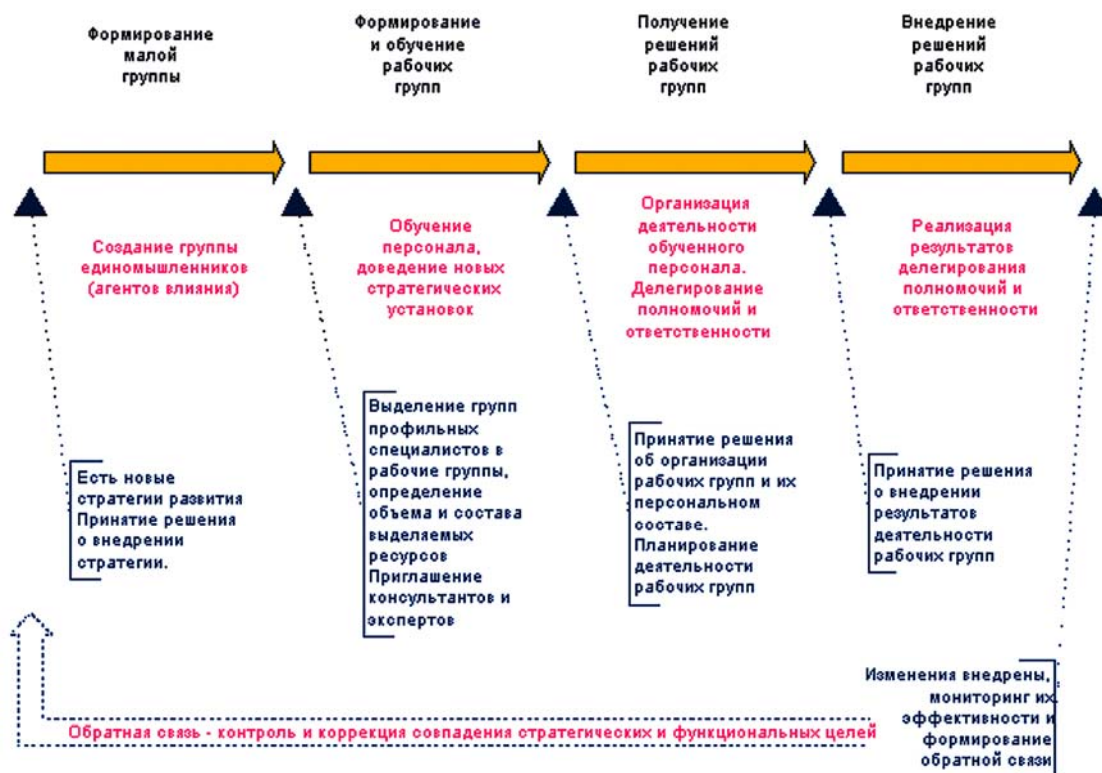 Формирование
малой
группы
Формирование
и обучение
рабочих
групп
Получение
решений
рабочих
групп
Внедрение
решений
рабочих
групп
Создание группы
единомышленников
(агентов влияния)
Обучение
персонала,
доведение новых
стратегических
установок
Организация
деятельности
обученного
персонала.
Делегирование
полномочий и
ответственности
Реализация
результатов
делегирования
полномочий и
ответственности
Есть новые
стратегии развития
Принятие решения
о внедрении
стратегии.
Выделение групп
профильных
специалистов в
рабочие группы,
определение
объема и состава
выделяемых
ресурсов
Приглашение
консультантов и
экспертов
Принятие решения
об организации
рабочих групп и их
персональном
составе.
Планирование
деятельности
рабочих групп
Принятие решения
о внедрении
результатов
деятельности
рабочих групп
Изменения внедрены,
мониторинг их
эффективности и
формирование
обратной связи
Обратная связь - контроль и коррекция совпадения стратегических и функциональных целей